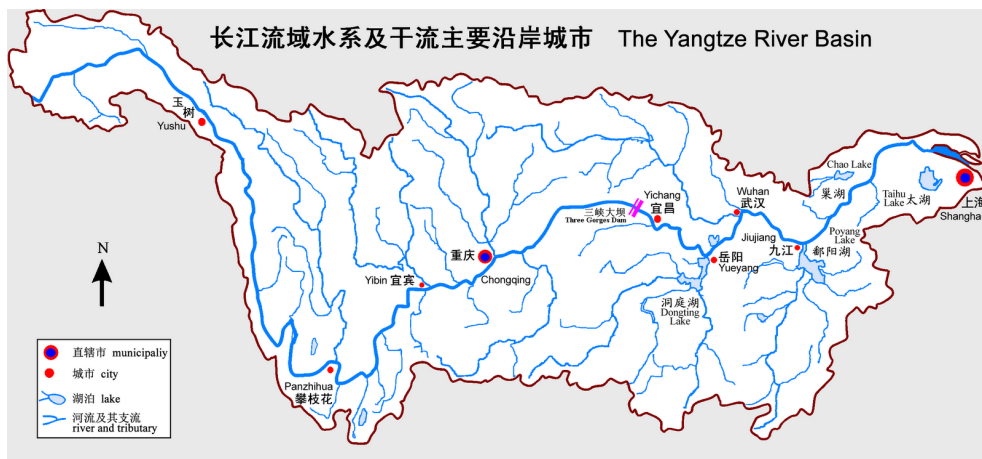 长江流域水系及干流主要沿岸城市 The Yangtze River Basin
玉
树
Yushu
Chao Lake
巢湖
Taihu
Lake 太湖
上海
Shangha
Wuhan
武汉
Yichang
宜昌
三峡大坝
Three Gorges Dam
Poyang
Lake
鄱阳湖
Jiujiang
九江
岳阳
Yueyang
重庆
Chongqing
Yibin 宜宾
洞庭湖
Dongting
Lake
N
Panzhihua
攀枝花
直辖市 municipaliy
城市 city
湖泊 lake
河流及其支流
river and tributary